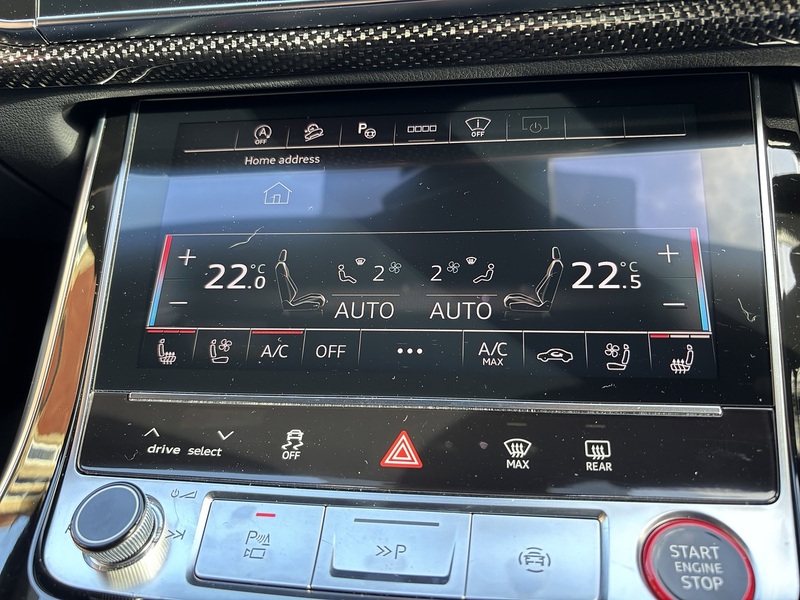 A
OFF
P
OFF
Home address
+ 22.0 °C 2 2 22.5 °C +
− AUTO AUTO −
A/C OFF ... A/C MAX
drive select OFF MAX REAR
P
P
START
ENGINE
STOP